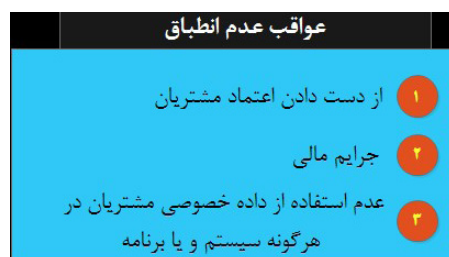 عواقب عدم انطباق
۱ از دست دادن اعتماد مشتریان
۲ جرایم مالی
۳ عدم استفاده از داده خصوصی مشتریان در
هرگونه سیستم و یا برنامه